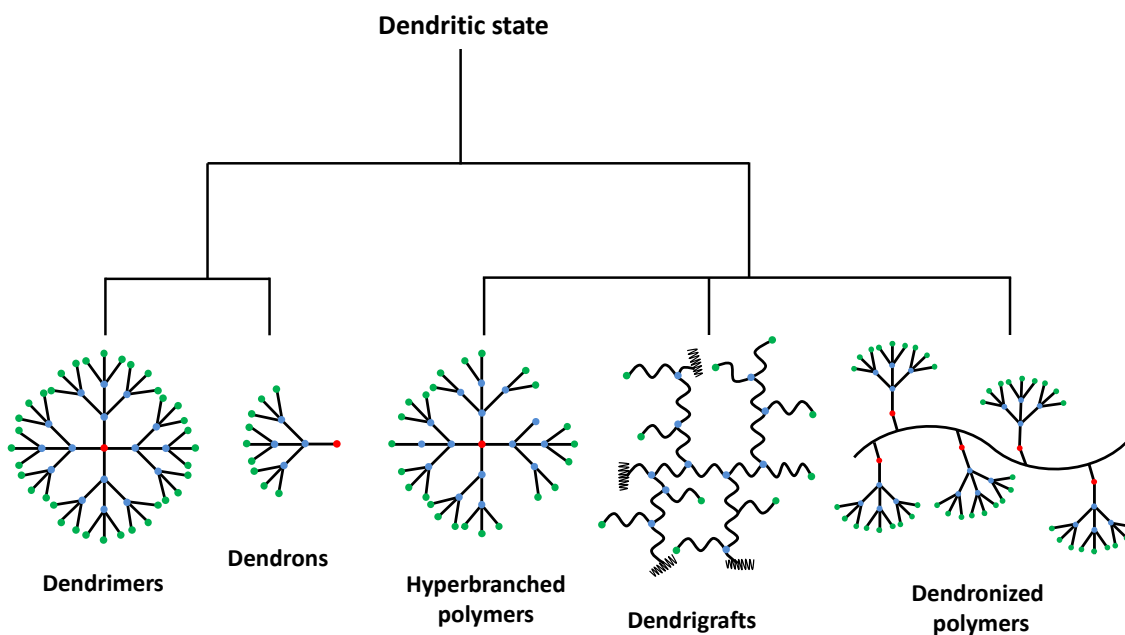 Dendritic state
Dendrimers
Dendrons
Hyperbranched
polymers
Dendrigrafts
Dendronized
polymers